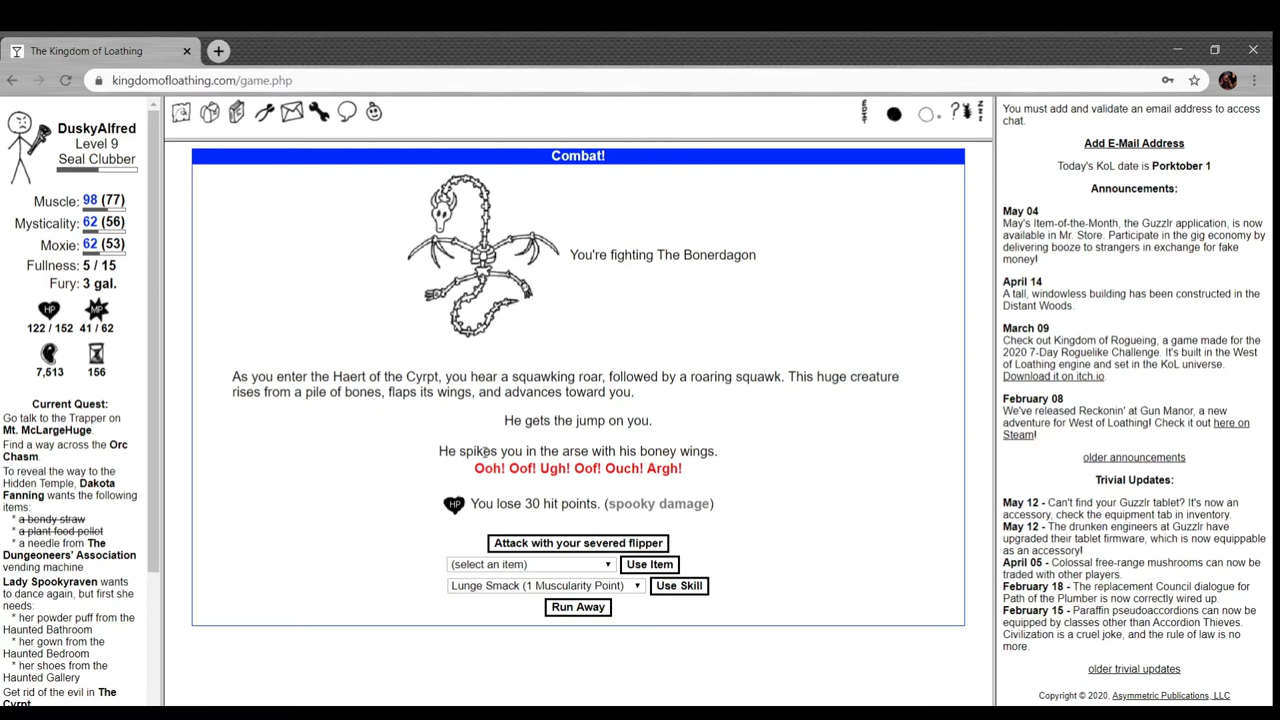 The Kingdom of Loathing
kingdomofloathing.com/game.php
DuskyAlfred
Level 9
Seal Clubber
Muscle: 98 (77)
Mysticality: 62 (56)
Moxie: 62 (53)
Fullness: 5 / 15
Fury: 3 gal.
HP
MP
122 / 152
41 / 62
7,513
156
Current Quest:
Go talk to the Trapper on
Mt. McLargeHuge.
Find a way across the Orc
Chasm.
To reveal the way to the
Hidden Temple, Dakota
Fanning wants the following
items:
* a bendy straw
* a plant food pellet
* a needle from The
Dungeoneers' Association
vending machine
Lady Spookyraven wants
to dance again, but first she
needs:
* her powder puff from the
Haunted Bathroom
* her gown from the
Haunted Bedroom
* her shoes from the
Haunted Gallery
Get rid of the evil in The
Cyrpt.
Combat!
You're fighting The Bonerdagon
As you enter the Haert of the Cyrpt, you hear a squawking roar, followed by a roaring squawk. This huge creature
rises from a pile of bones, flaps its wings, and advances toward you.
He gets the jump on you.
He spikes you in the arse with his boney wings.
Ooh! Oof! Ugh! Oof! Ouch! Argh!
HP You lose 30 hit points. (spooky damage)
Attack with your severed flipper
(select an item) Use Item
Lunge Smack (1 Muscularity Point) Use Skill
Run Away
You must add and validate an email address to access
chat.
Add E-Mail Address
Today's KoL date is Porktober 1
Announcements:
May 04
May's Item-of-the-Month, the Guzzlr application, is now
available in Mr. Store. Participate in the gig economy by
delivering booze to strangers in exchange for fake
money!
April 14
A tall, windowless building has been constructed in the
Distant Woods.
March 09
Check out Kingdom of Rogueing, a game made for the
2020 7-Day Roguelike Challenge. It's built in the West
of Loathing engine and set in the KoL universe.
Download it on itch.io.
February 08
We've released Reckonin' at Gun Manor, a new
adventure for West of Loathing! Check it out here on
Steam!
older announcements
Trivial Updates:
May 12 - Can't find your Guzzlr tablet? It's now an
accessory, check the equipment tab in inventory.
May 12 - The drunken engineers at Guzzlr have
upgraded their tablet firmware, which is now equippable
as an accessory!
April 05 - Colossal free-range mushrooms can now be
traded with other players.
February 18 - The replacement Council dialogue for
Path of the Plumber is now correctly wired up.
February 15 - Paraffin pseudoaccordions can now be
equipped by classes other than Accordion Thieves.
Civilization is a cruel joke, and the rule of law is no
more.
older trivial updates
Copyright © 2020, Asymmetric Publications, LLC